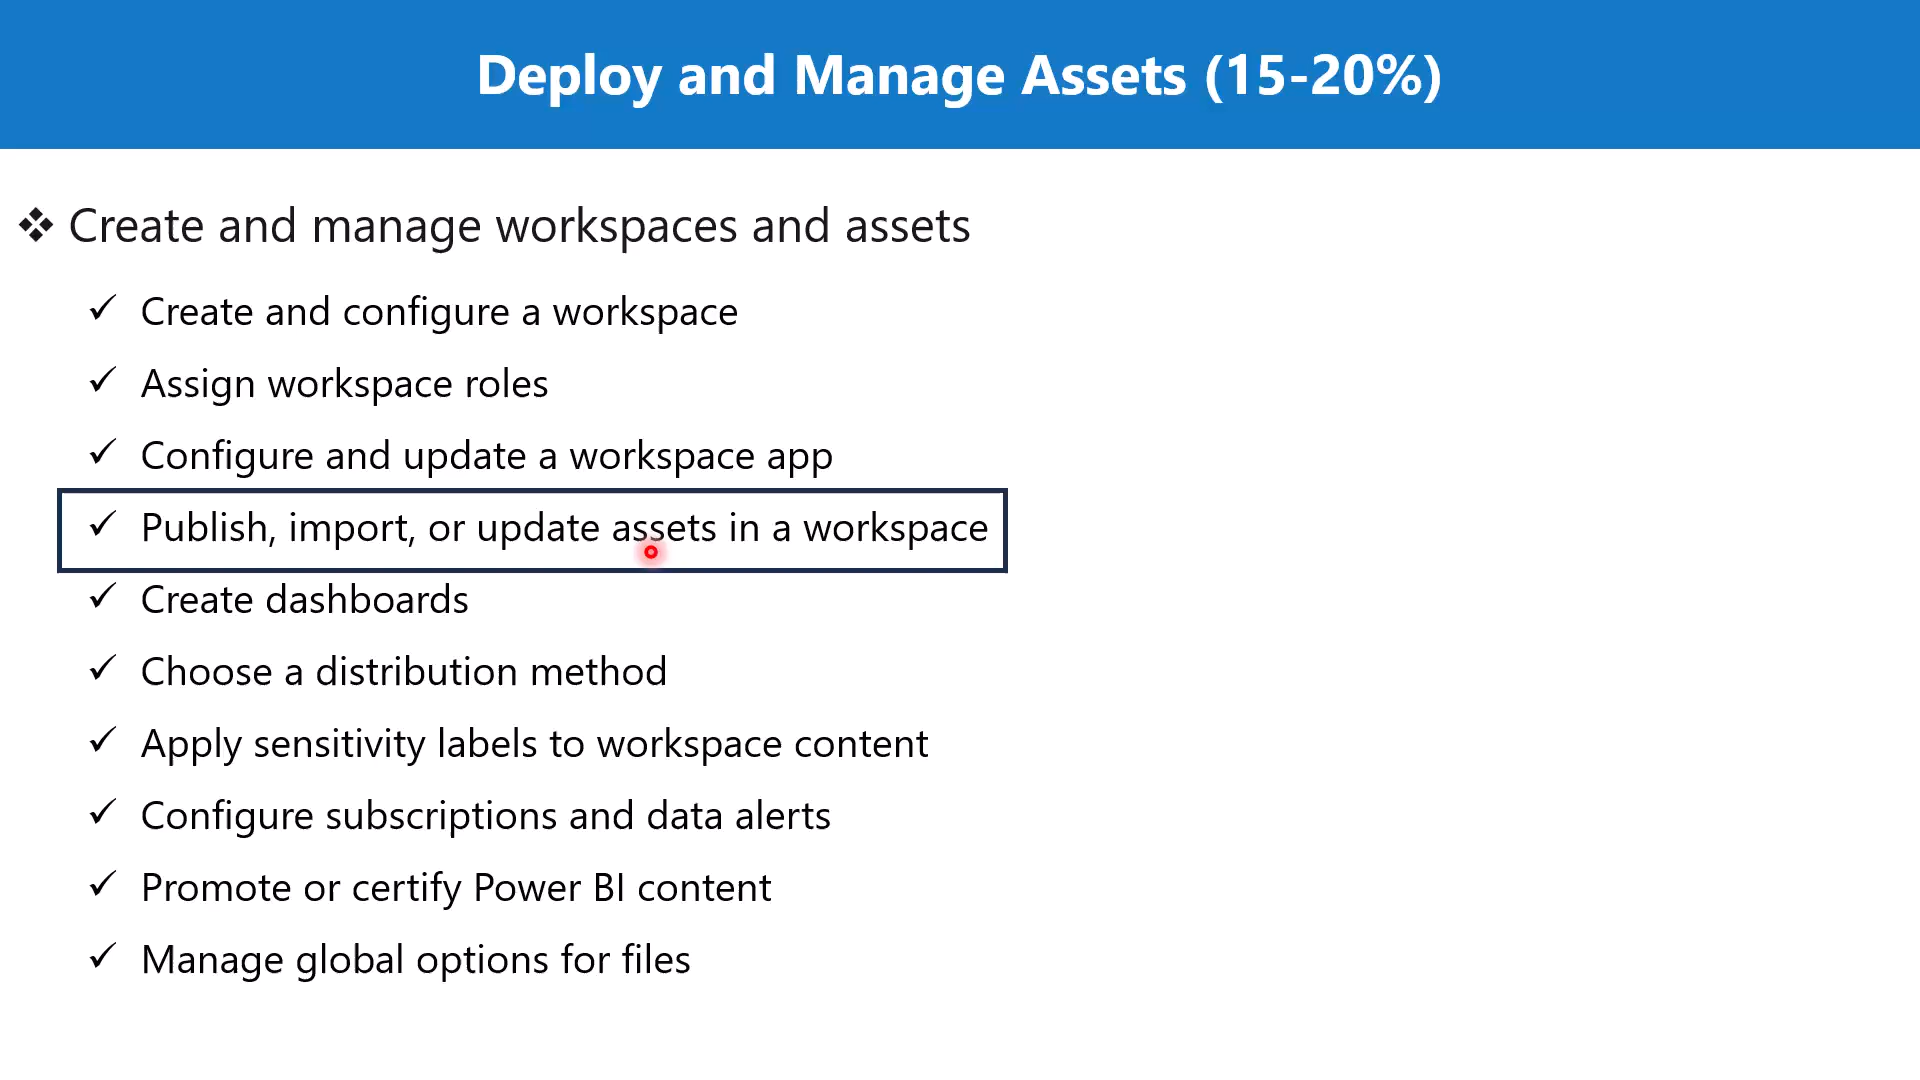 Deploy and Manage Assets (15-20%)
Create and manage workspaces and assets
Create and configure a workspace
Assign workspace roles
Configure and update a workspace app
Publish, import, or update assets in a workspace
Create dashboards
Choose a distribution method
Apply sensitivity labels to workspace content
Configure subscriptions and data alerts
Promote or certify Power BI content
Manage global options for files